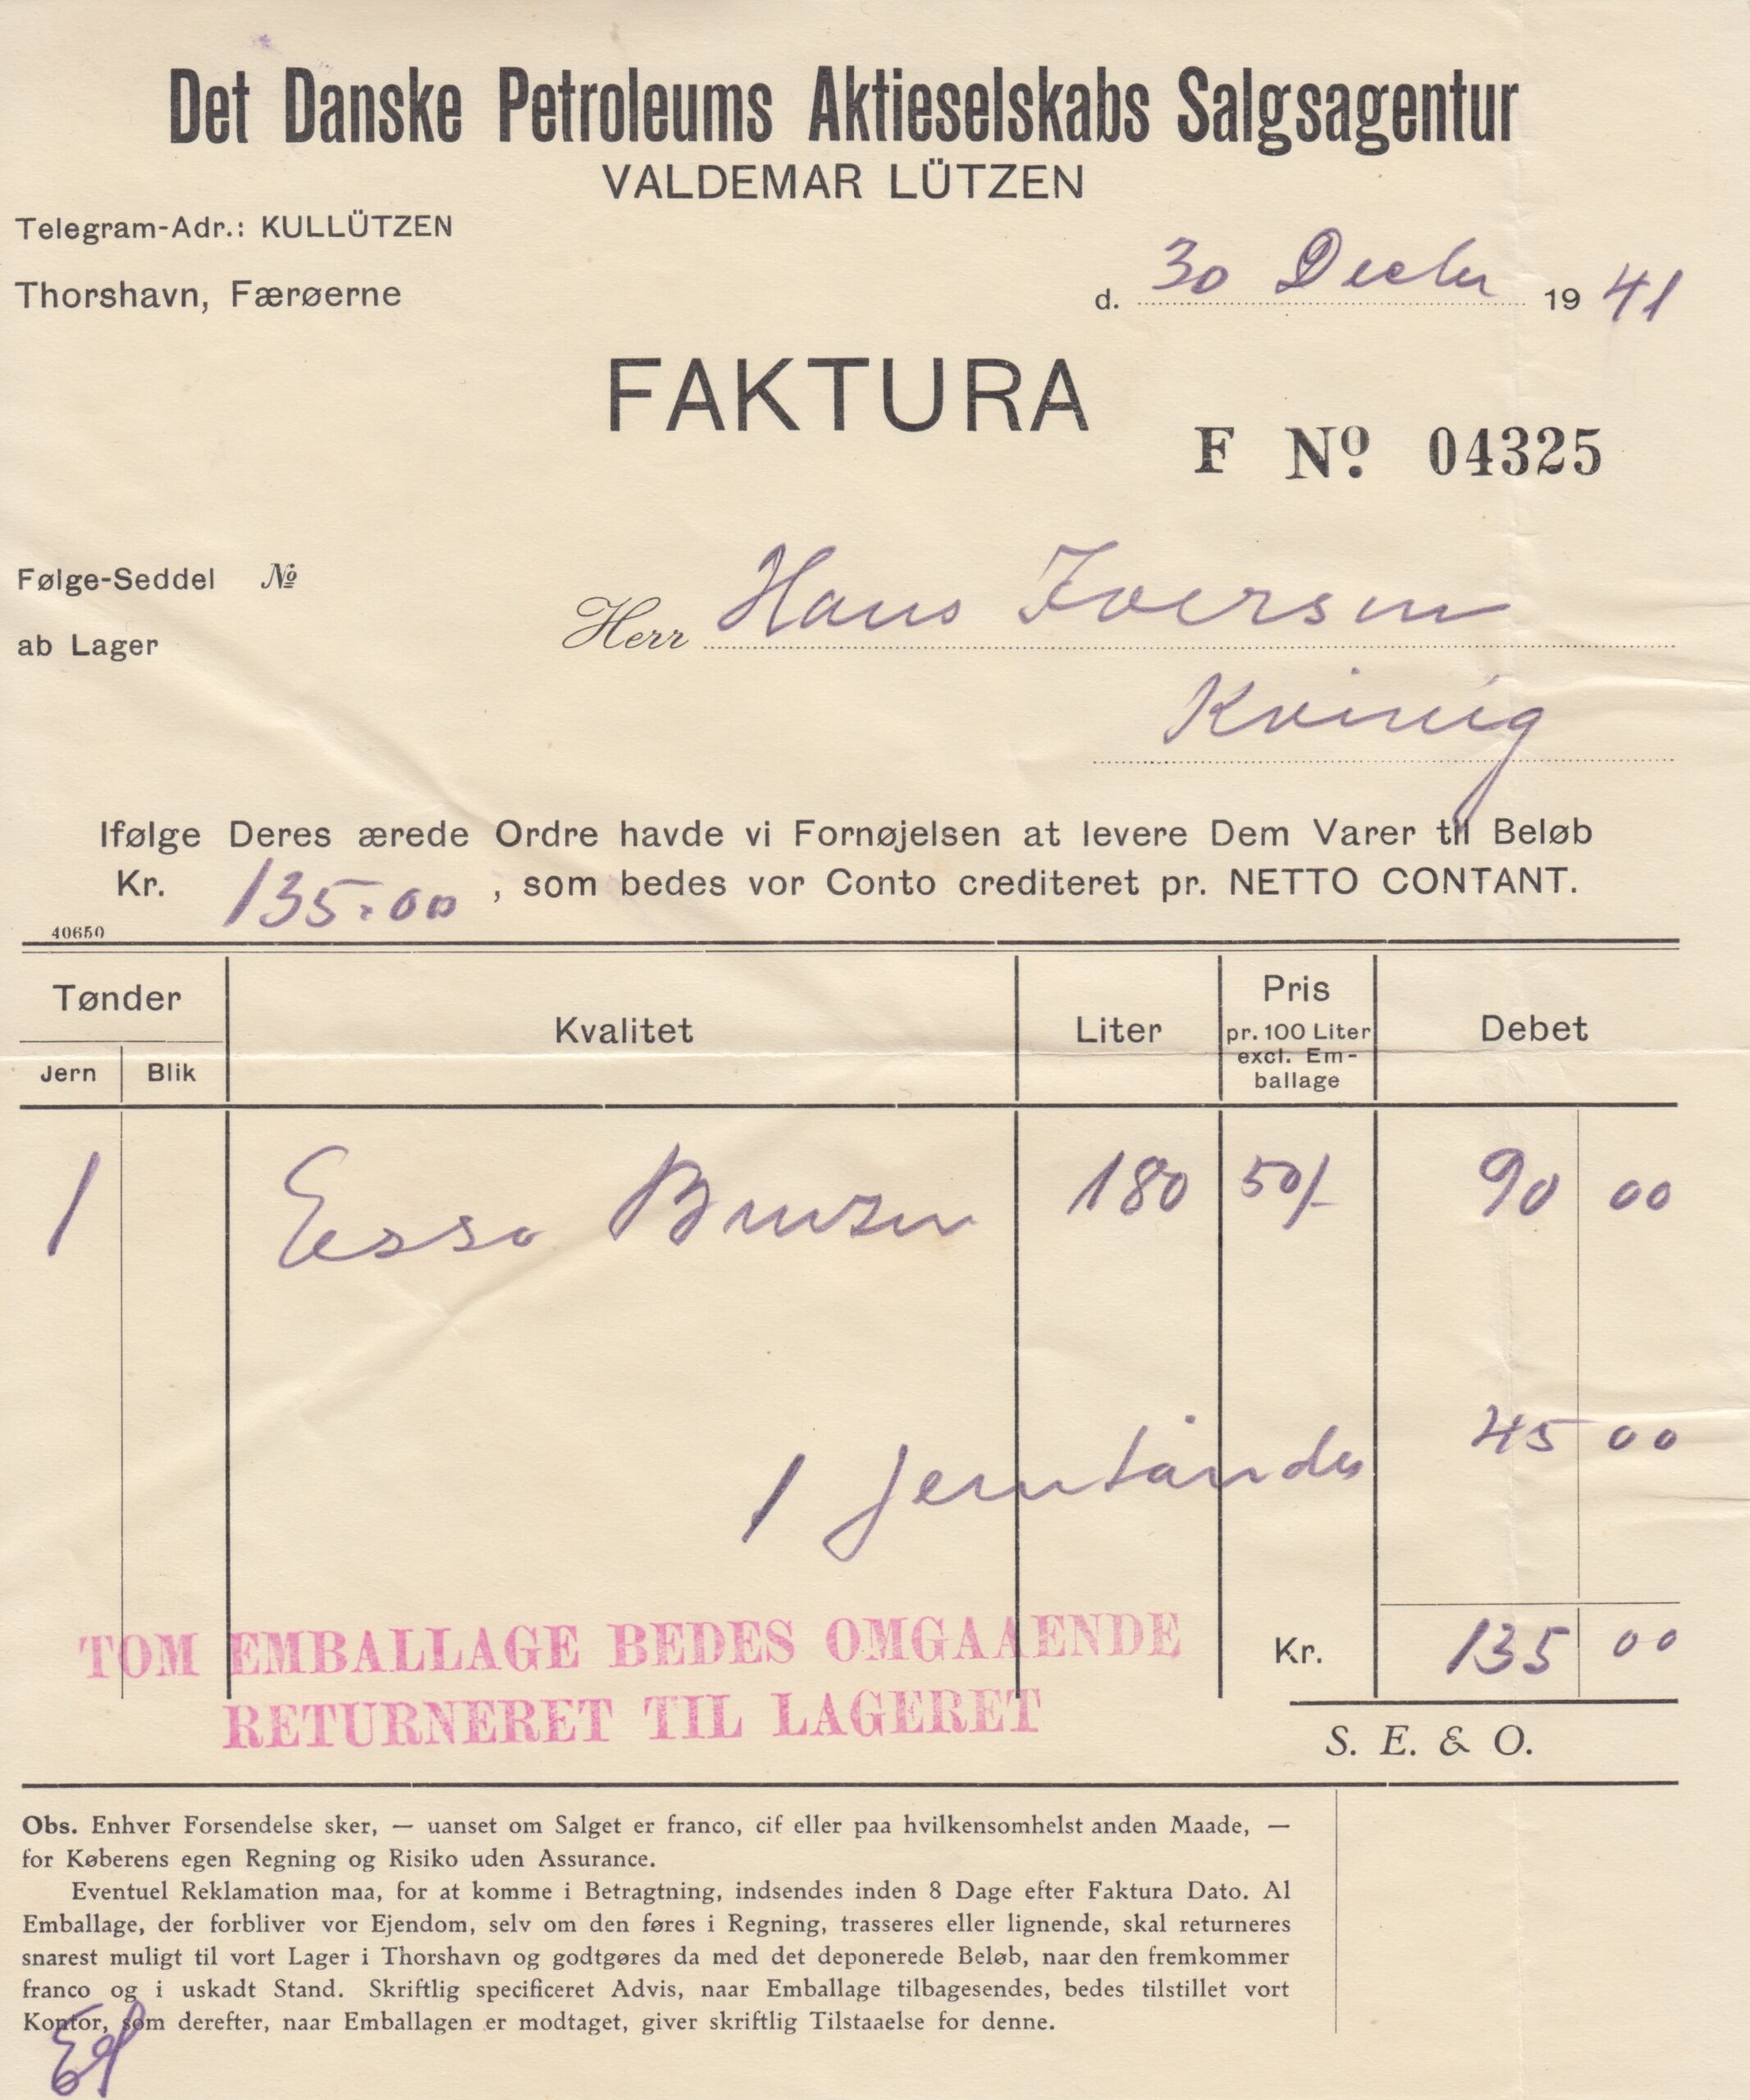 Det Danske Petroleums Aktieselskabs Salgsagentur
VALDEMAR LÜTZEN
Telegram-Adr.: KULLÜTZEN
Thorshavn, Færøerne
d. 30 Decbr 1941
FAKTURA
F Nº 04325
Følge-Seddel №
ab Lager
Herr Hans Iversen
Kvivig
Ifølge Deres ærede Ordre havde vi Fornøjelsen at levere Dem Varer til Beløb
Kr. 135.00, som bedes vor Conto crediteret pr. NETTO CONTANT.
40650
Tønder
Jern Blik
Kvalitet
Liter
Pris
pr. 100 Liter
excl. Em-
ballage
Debet
1 Esso Benzin 180 50/- 90 00
1 Jerntønde 45 00
TOM EMBALLAGE BEDES OMGAAENDE
RETURNERET TIL LAGERET
Kr. 135 00
S. E. & O.
Obs. Enhver Forsendelse sker, — uanset om Salget er franco, cif eller paa hvilkensomhelst anden Maade, —
for Køberens egen Regning og Risiko uden Assurance.
Eventuel Reklamation maa, for at komme i Betragtning, indsendes inden 8 Dage efter Faktura Dato. Al
Emballage, der forbliver vor Ejendom, selv om den føres i Regning, trasseres eller lignende, skal returneres
snarest muligt til vort Lager i Thorshavn og godtgøres da med det deponerede Beløb, naar den fremkommer
franco og i uskadt Stand. Skriftlig specificeret Advis, naar Emballage tilbagesendes, bedes tilstillet vort
Kontor, som derefter, naar Emballagen er modtaget, giver skriftlig Tilstaaelse for denne.